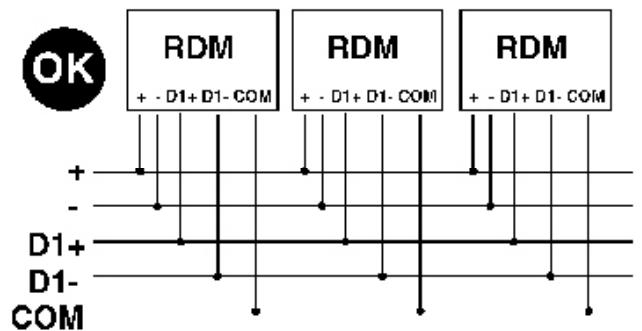 OK
RDM RDM RDM
+ - D1+ D1- COM + - D1+ D1- COM + - D1+ D1- COM
+
-
D1+
D1-
COM